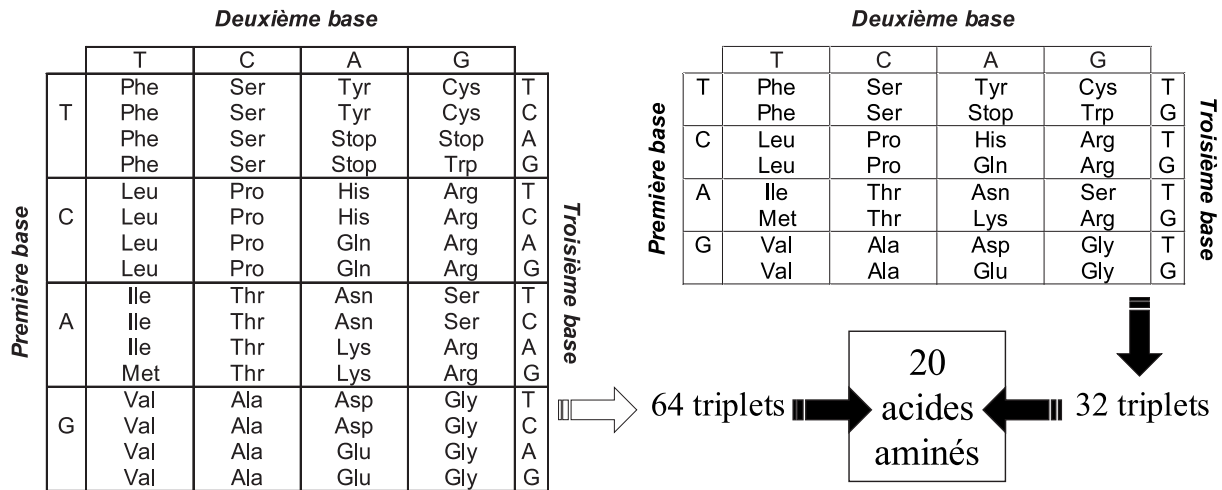 Deuxième base
T C A G
Phe Ser Tyr Cys T
T Phe Ser Tyr Cys C
Phe Ser Stop Stop A
Phe Ser Stop Trp G
Leu Pro His Arg T
C Leu Pro His Arg C
Leu Pro Gln Arg A
Leu Pro Gln Arg G
Ile Thr Asn Ser T
A Ile Thr Asn Ser C
Ile Thr Lys Arg A
Met Thr Lys Arg G
Val Ala Asp Gly T
G Val Ala Asp Gly C
Val Ala Glu Gly A
Val Ala Glu Gly G
Première base
Troisième base
Deuxième base
T C A G
T Phe Ser Tyr Cys T
Phe Ser Stop Trp G
C Leu Pro His Arg T
Leu Pro Gln Arg G
A Ile Thr Asn Ser T
Met Thr Lys Arg G
G Val Ala Asp Gly T
Val Ala Glu Gly G
Première base
Troisième base
64 triplets
20
acides
aminés
32 triplets